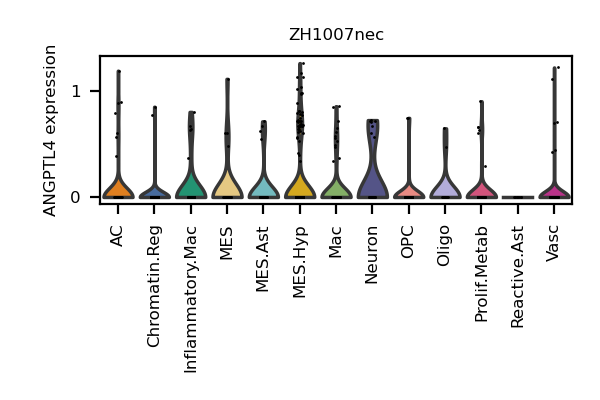 ZH1007nec
ANGPTL4 expression
1
0
AC
Chromatin.Reg
Inflammatory.Mac
MES
MES.Ast
MES.Hyp
Mac
Neuron
OPC
Oligo
Prolif.Metab
Reactive.Ast
Vasc